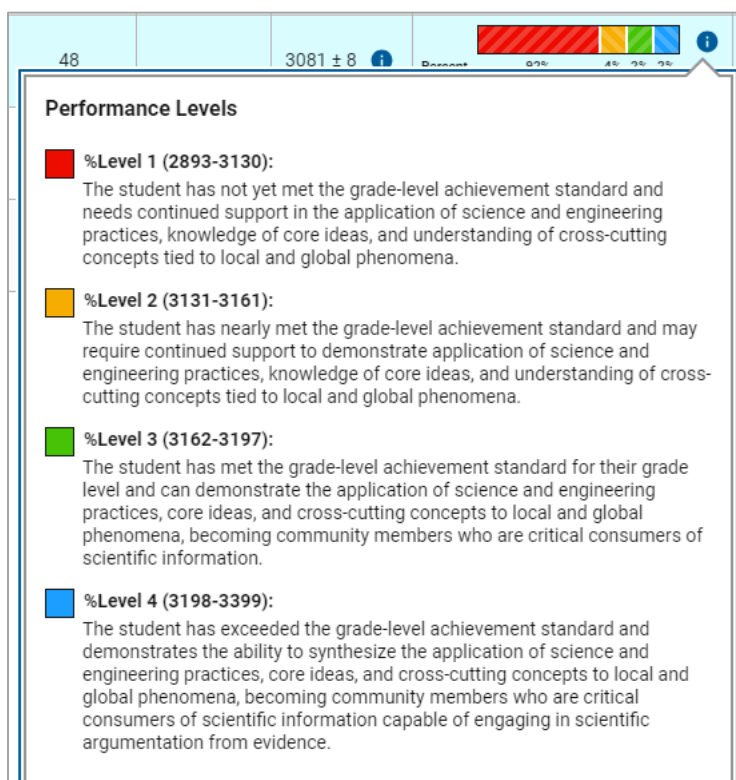 48 3081 ± 8
Percent 92% 4% 2% 2%
Performance Levels
%Level 1 (2893-3130):
The student has not yet met the grade-level achievement standard and
needs continued support in the application of science and engineering
practices, knowledge of core ideas, and understanding of cross-cutting
concepts tied to local and global phenomena.
%Level 2 (3131-3161):
The student has nearly met the grade-level achievement standard and may
require continued support to demonstrate application of science and
engineering practices, knowledge of core ideas, and understanding of cross-
cutting concepts tied to local and global phenomena.
%Level 3 (3162-3197):
The student has met the grade-level achievement standard for their grade
level and can demonstrate the application of science and engineering
practices, core ideas, and cross-cutting concepts to local and global
phenomena, becoming community members who are critical consumers of
scientific information.
%Level 4 (3198-3399):
The student has exceeded the grade-level achievement standard and
demonstrates the ability to synthesize the application of science and
engineering practices, core ideas, and cross-cutting concepts to local and
global phenomena, becoming community members who are critical
consumers of scientific information capable of engaging in scientific
argumentation from evidence.